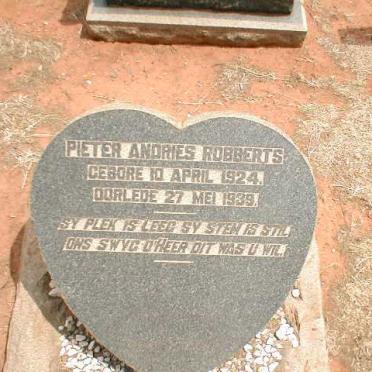 PIETER ANDRIES ROBBERTS
GEBORE 10 APRIL 1924.
OORLEDE 27 MEI 1939.
SY PLEK IS LEEG SY STEM IS STIL
ONS SWYG O'HEER DIT WAS U WIL.